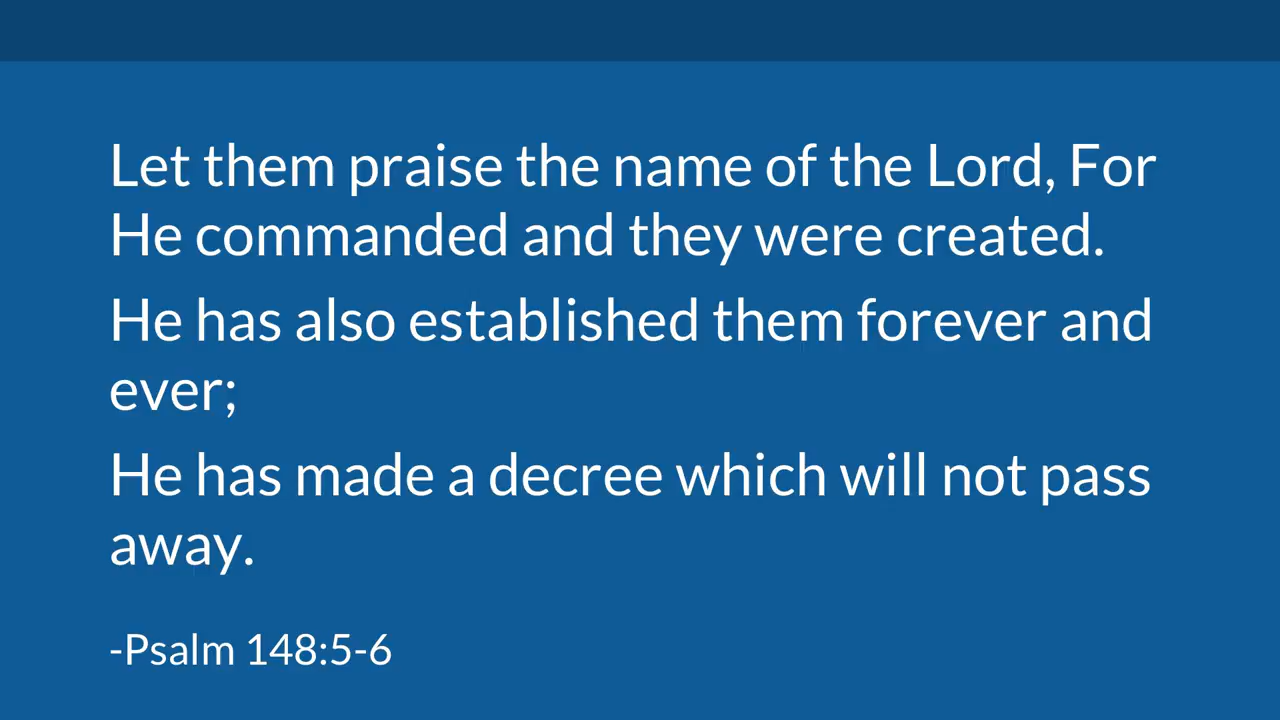 Let them praise the name of the Lord, For
He commanded and they were created.
He has also established them forever and
ever;
He has made a decree which will not pass
away.
-Psalm 148:5-6